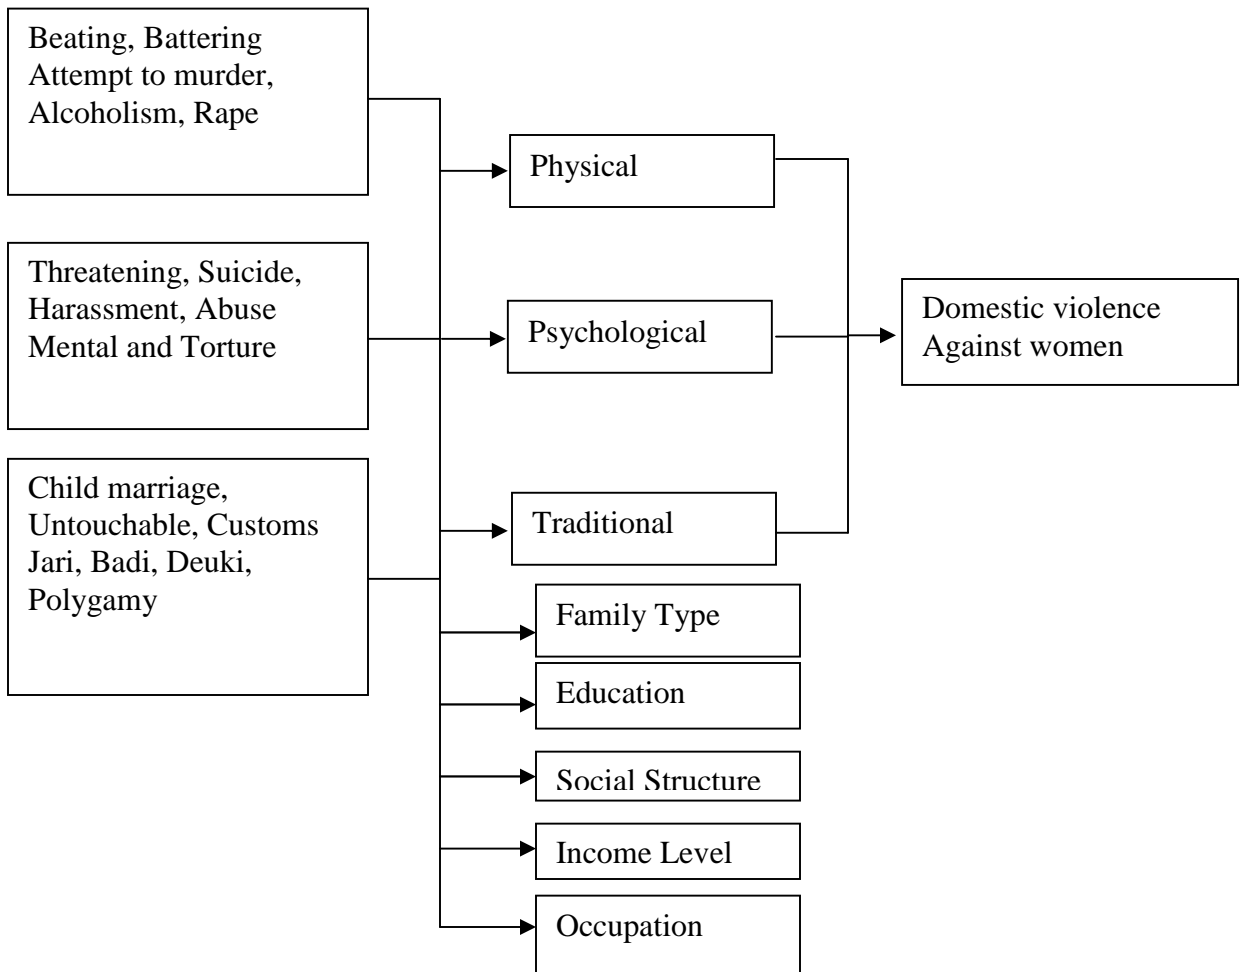 Beating, Battering
Attempt to murder,
Alcoholism, Rape
Threatening, Suicide,
Harassment, Abuse
Mental and Torture
Child marriage,
Untouchable, Customs
Jari, Badi, Deuki,
Polygamy
Physical
Psychological
Traditional
Family Type
Education
Social Structure
Income Level
Occupation
Domestic violence
Against women